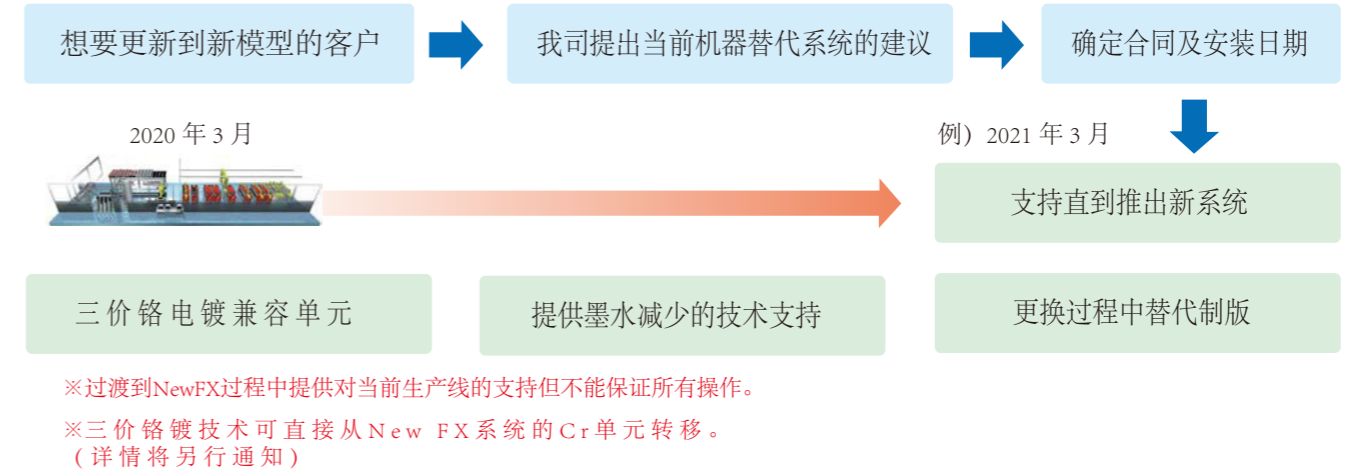 想要更新到新模型的客户
我司提出当前机器替代系统的建议
确定合同及安装日期
2020 年 3 月
例）2021 年 3 月
支持直到推出新系统
三价铬电镀兼容单元
提供墨水减少的技术支持
更换过程中替代制版
※过渡到NewFX过程中提供对当前生产线的支持但不能保证所有操作。
※三价铬镀技术可直接从New FX系统的Cr单元转移。
(详情将另行通知)